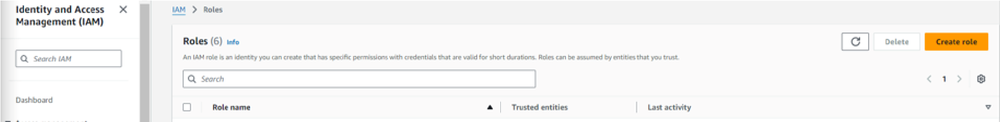 Identity and Access
Management (IAM)
Search IAM
Dashboard
IAM > Roles
Roles (6) Info
Delete
Create role
An IAM role is an identity you can create that has specific permissions with credentials that are valid for short durations. Roles can be assumed by entities that you trust.
Search
1
Role name
Trusted entities
Last activity